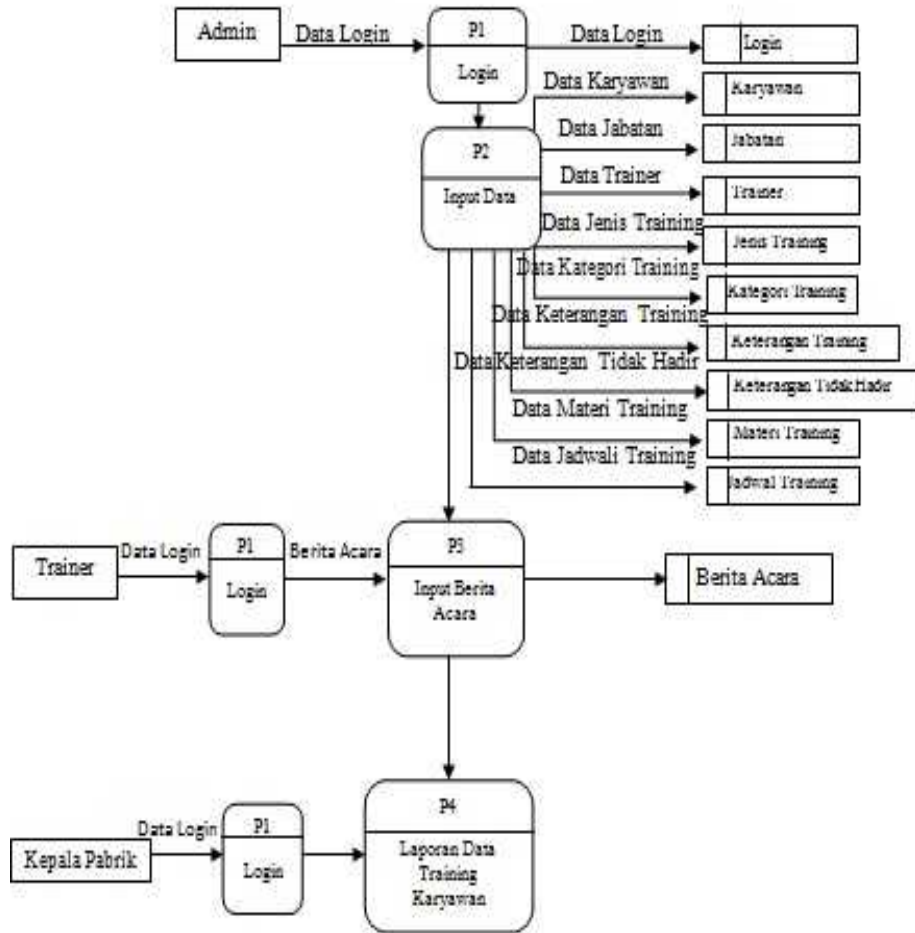 Admin
Data Login
P1
Login
Data Login
Login
Data Karyawan
Karyawan
P2
Input Data
Data Jabatan
Jabatan
Data Trainer
Trainer
Data Jenis Training
Jenis Training
Data Kategori Training
Kategori Training
Data Keterangan Training
Keterangan Training
Data Keterangan Tidak Hadir
Keterangan Tidak Hadir
Data Materi Training
Materi Training
Data Jadwali Training
Jadwal Training
Trainer
Data Login
P1
Login
Berita Acara
P3
Input Berita
Acara
Berita Acara
Kepala Pabrik
Data Login
P1
Login
P4
Laporan Data
Training
Karyawan